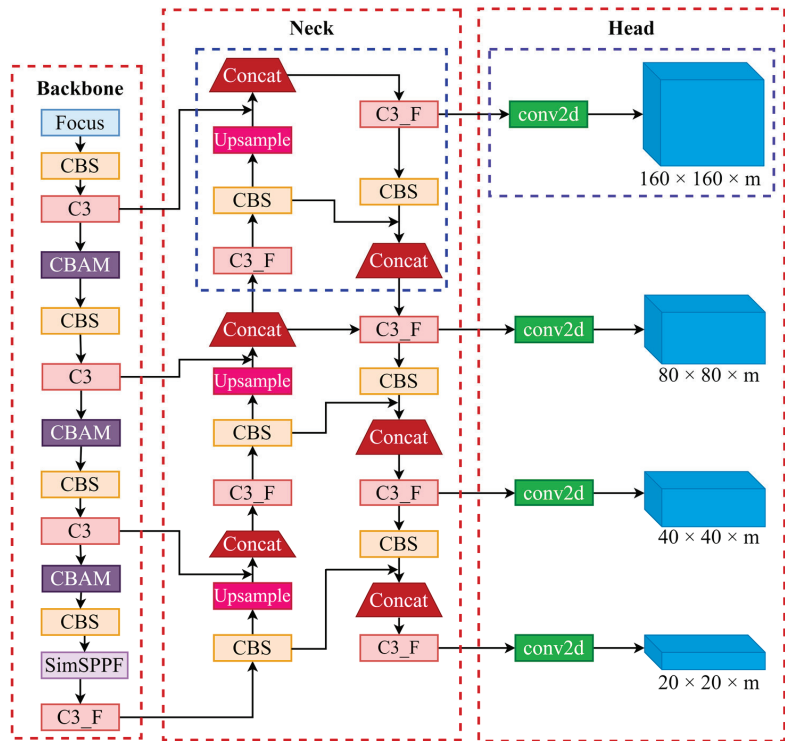 Neck
Head
Backbone
Focus
CBS
C3
CBAM
CBS
C3
CBAM
CBS
C3
CBAM
CBS
SimSPPF
C3_F
Concat
Upsample
CBS
C3_F
Concat
Upsample
CBS
C3_F
Concat
Upsample
CBS
C3_F
CBS
Concat
C3_F
CBS
Concat
C3_F
CBS
Concat
C3_F
conv2d
160 × 160 × m
conv2d
80 × 80 × m
conv2d
40 × 40 × m
conv2d
20 × 20 × m